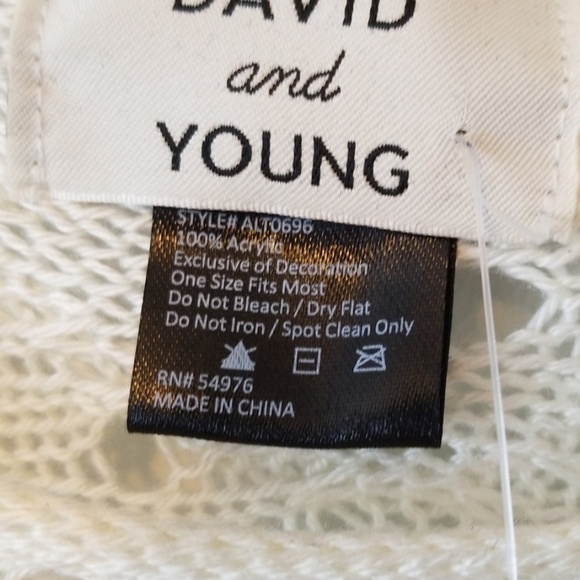 DAVID
and
YOUNG
STYLE# ALT0696
100% Acrylic
Exclusive of Decoration
One Size Fits Most
Do Not Bleach / Dry Flat
Do Not Iron / Spot Clean Only
RN# 54976
MADE IN CHINA